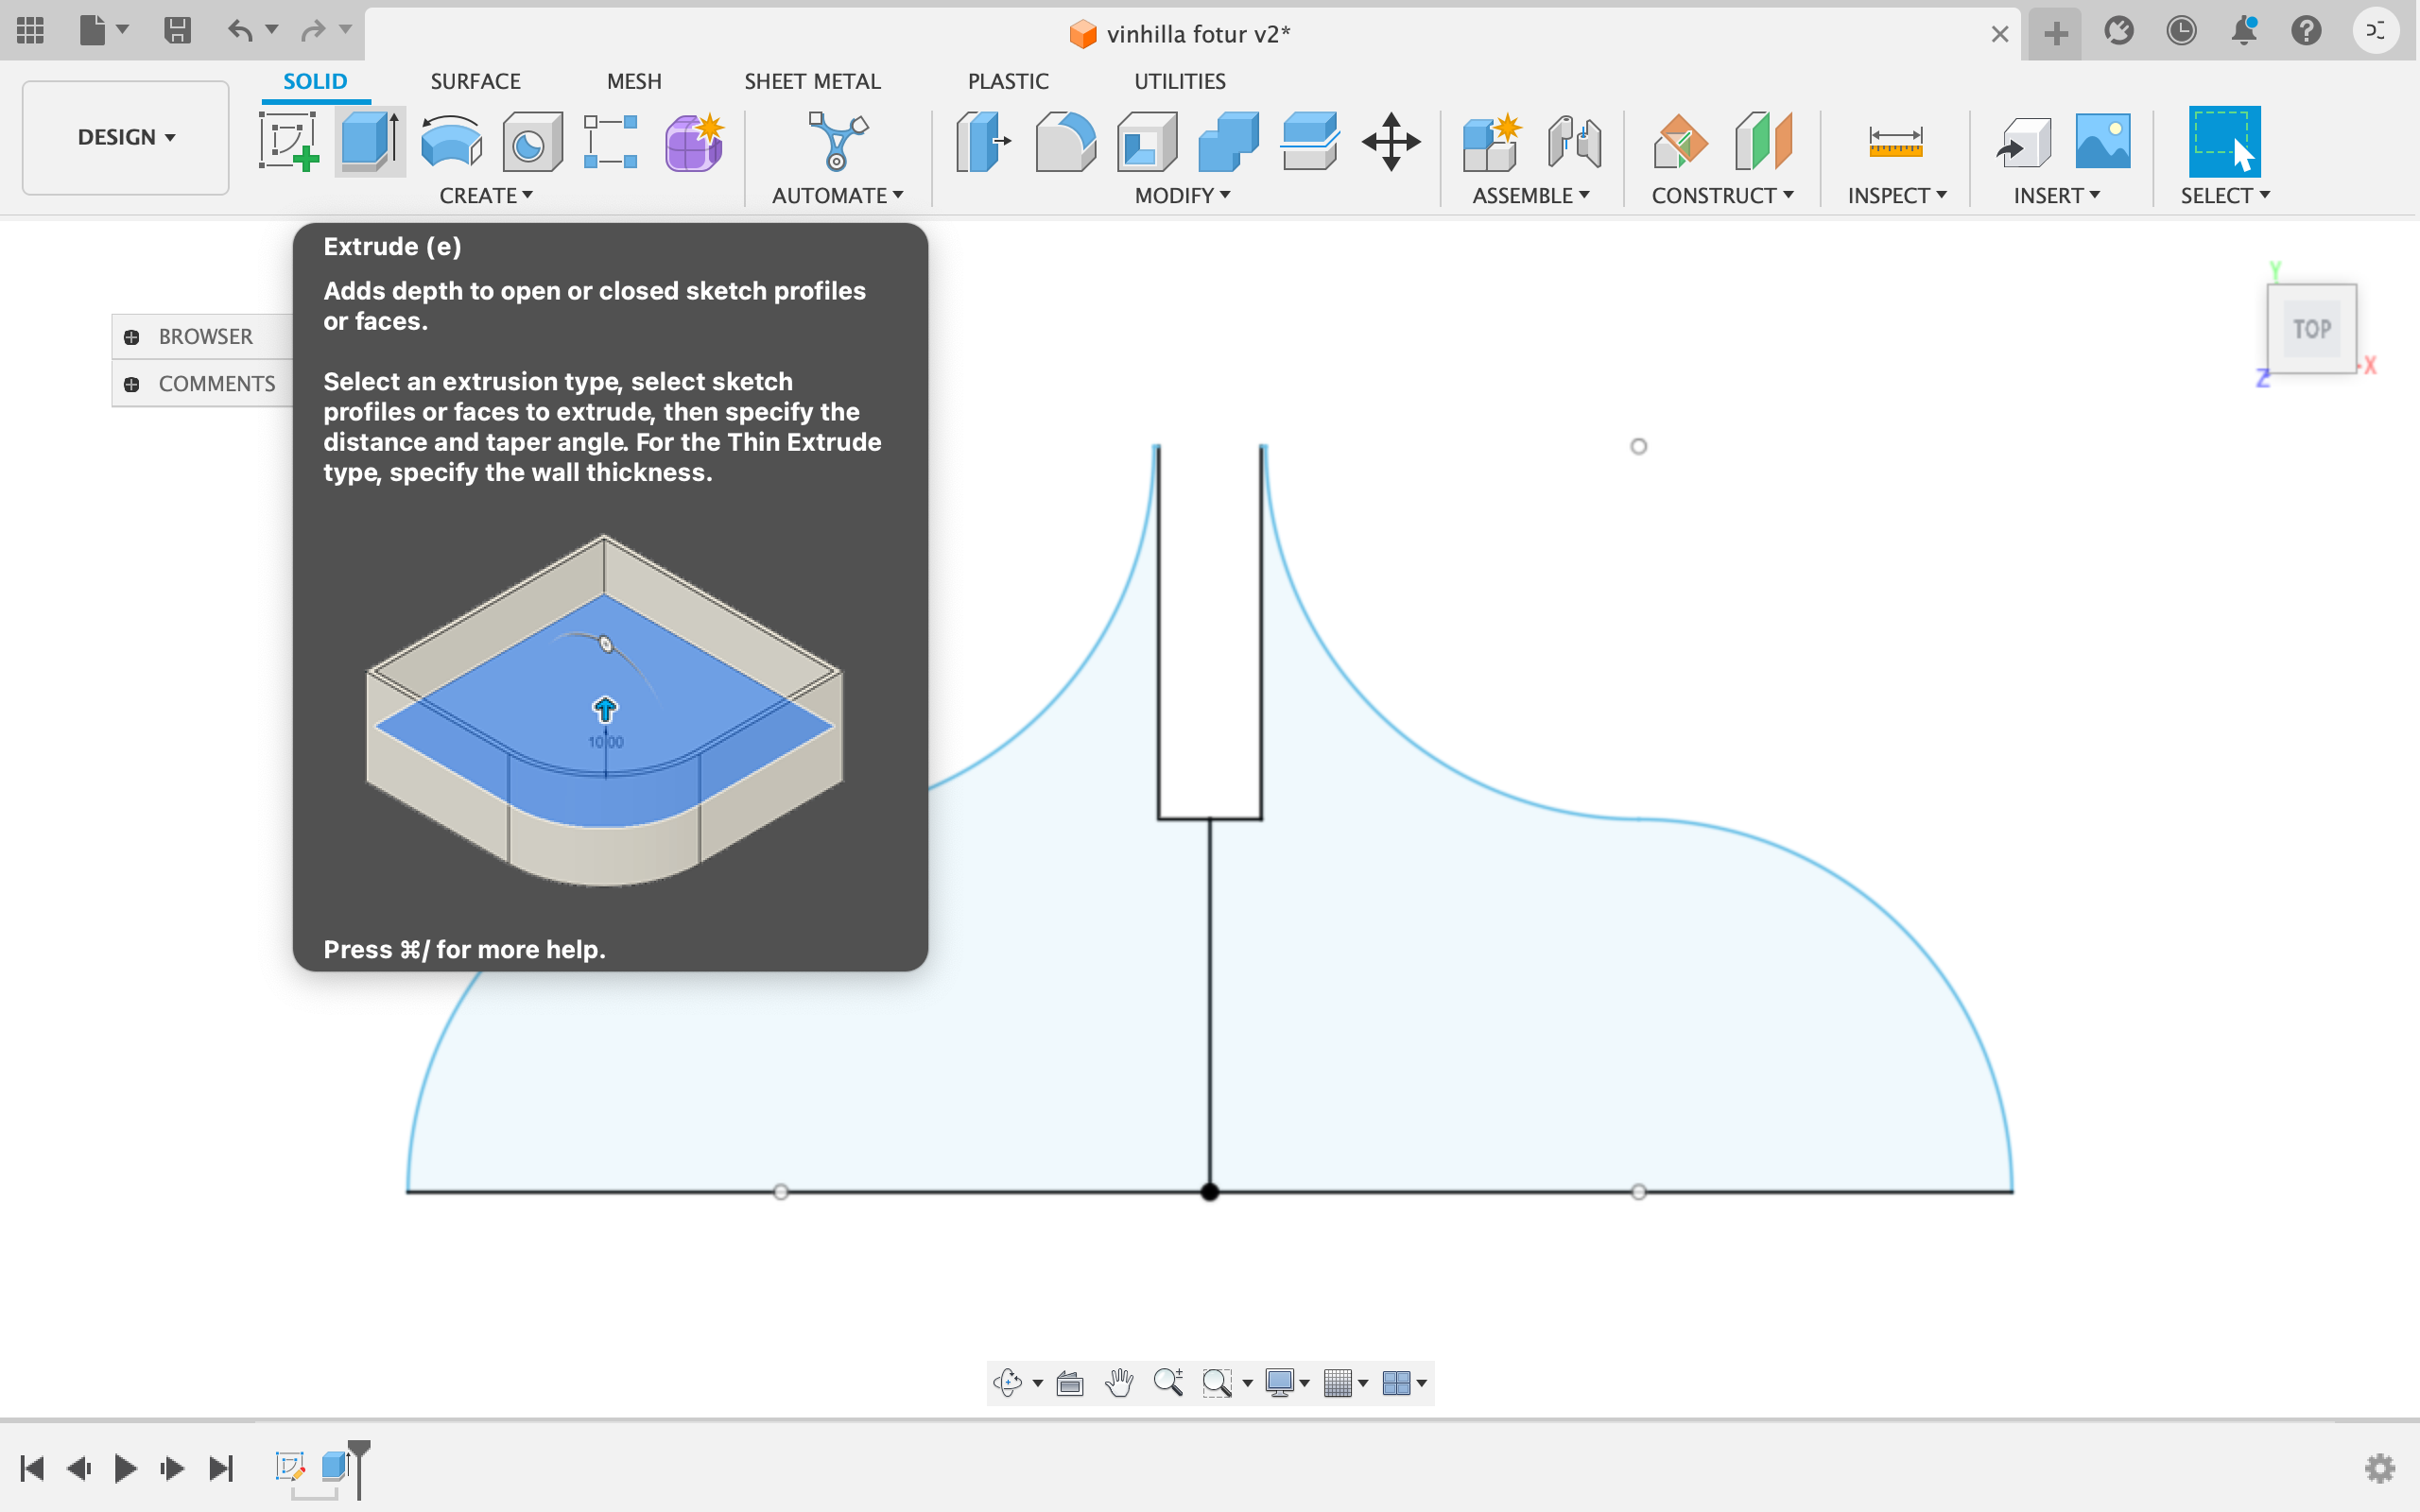 vinhilla fotur v2*
SOLID
SURFACE
MESH
SHEET METAL
PLASTIC
UTILITIES
DESIGN
CREATE
AUTOMATE
MODIFY
ASSEMBLE
CONSTRUCT
INSPECT
INSERT
SELECT
BROWSER
COMMENTS
Extrude (e)
Adds depth to open or closed sketch profiles
or faces.
Select an extrusion type, select sketch
profiles or faces to extrude, then specify the
distance and taper angle. For the Thin Extrude
type, specify the wall thickness.
10.00
Press ⌘/ for more help.
Y
TOP
X
Z